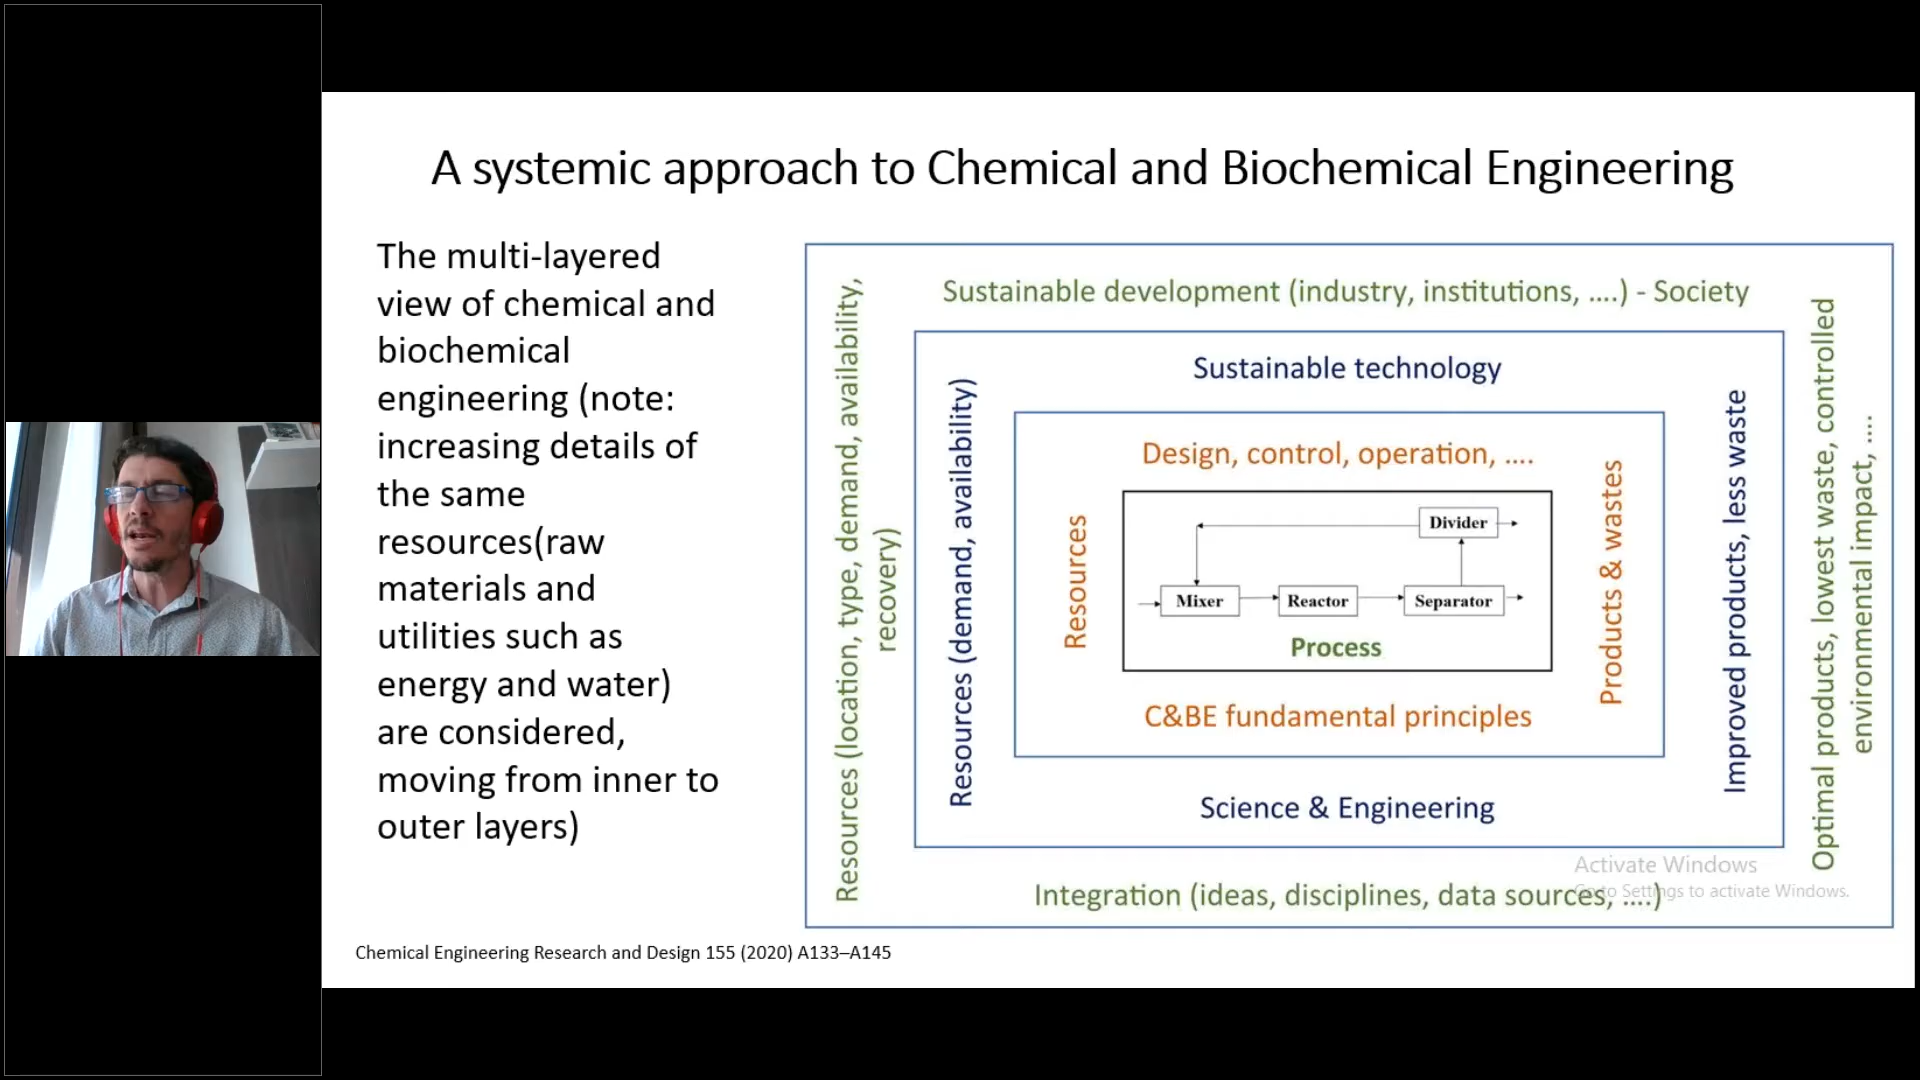 A systemic approach to Chemical and Biochemical Engineering
The multi-layered
view of chemical and
biochemical
engineering (note:
increasing details of
the same
resources(raw
materials and
utilities such as
energy and water)
are considered,
moving from inner to
outer layers)
Sustainable development (industry, institutions, ....) - Society
Resources (location, type, demand, availability,
recovery)
Sustainable technology
Resources (demand, availability)
Design, control, operation, ....
Resources
Divider
Mixer
Reactor
Separator
Process
Products & wastes
C&BE fundamental principles
Improved products, less waste
Science & Engineering
Optimal products, lowest waste, controlled
environmental impact, ....
Integration (ideas, disciplines, data sources, ....)
Activate Windows
Go to Settings to activate Windows.
Chemical Engineering Research and Design 155 (2020) A133–A145